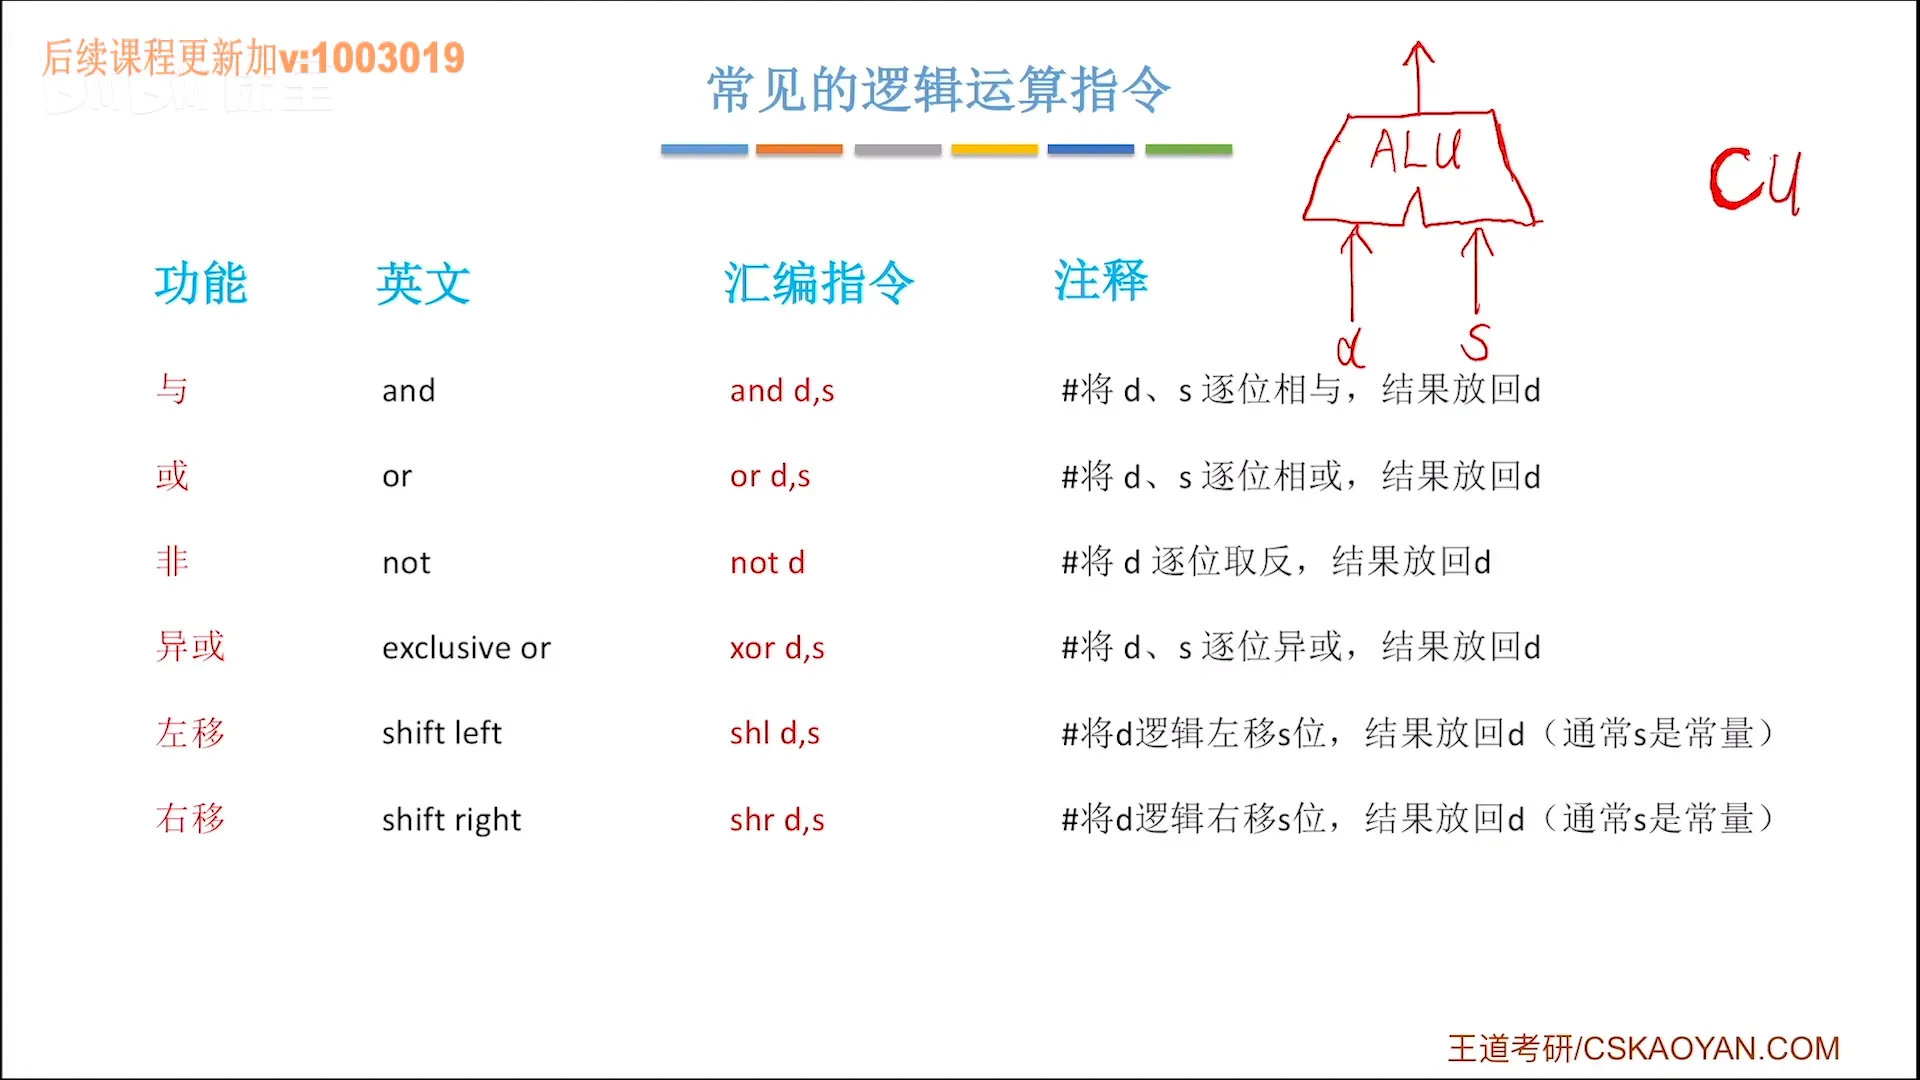 后续课程更新加v:1003019
常见的逻辑运算指令
ALU
CU
d s
功能 英文 汇编指令 注释
与 and and d,s #将 d、s 逐位相与，结果放回d
或 or or d,s #将 d、s 逐位相或，结果放回d
非 not not d #将 d 逐位取反，结果放回d
异或 exclusive or xor d,s #将 d、s 逐位异或，结果放回d
左移 shift left shl d,s #将d逻辑左移s位，结果放回d（通常s是常量）
右移 shift right shr d,s #将d逻辑右移s位，结果放回d（通常s是常量）
王道考研/CSKAOYAN.COM